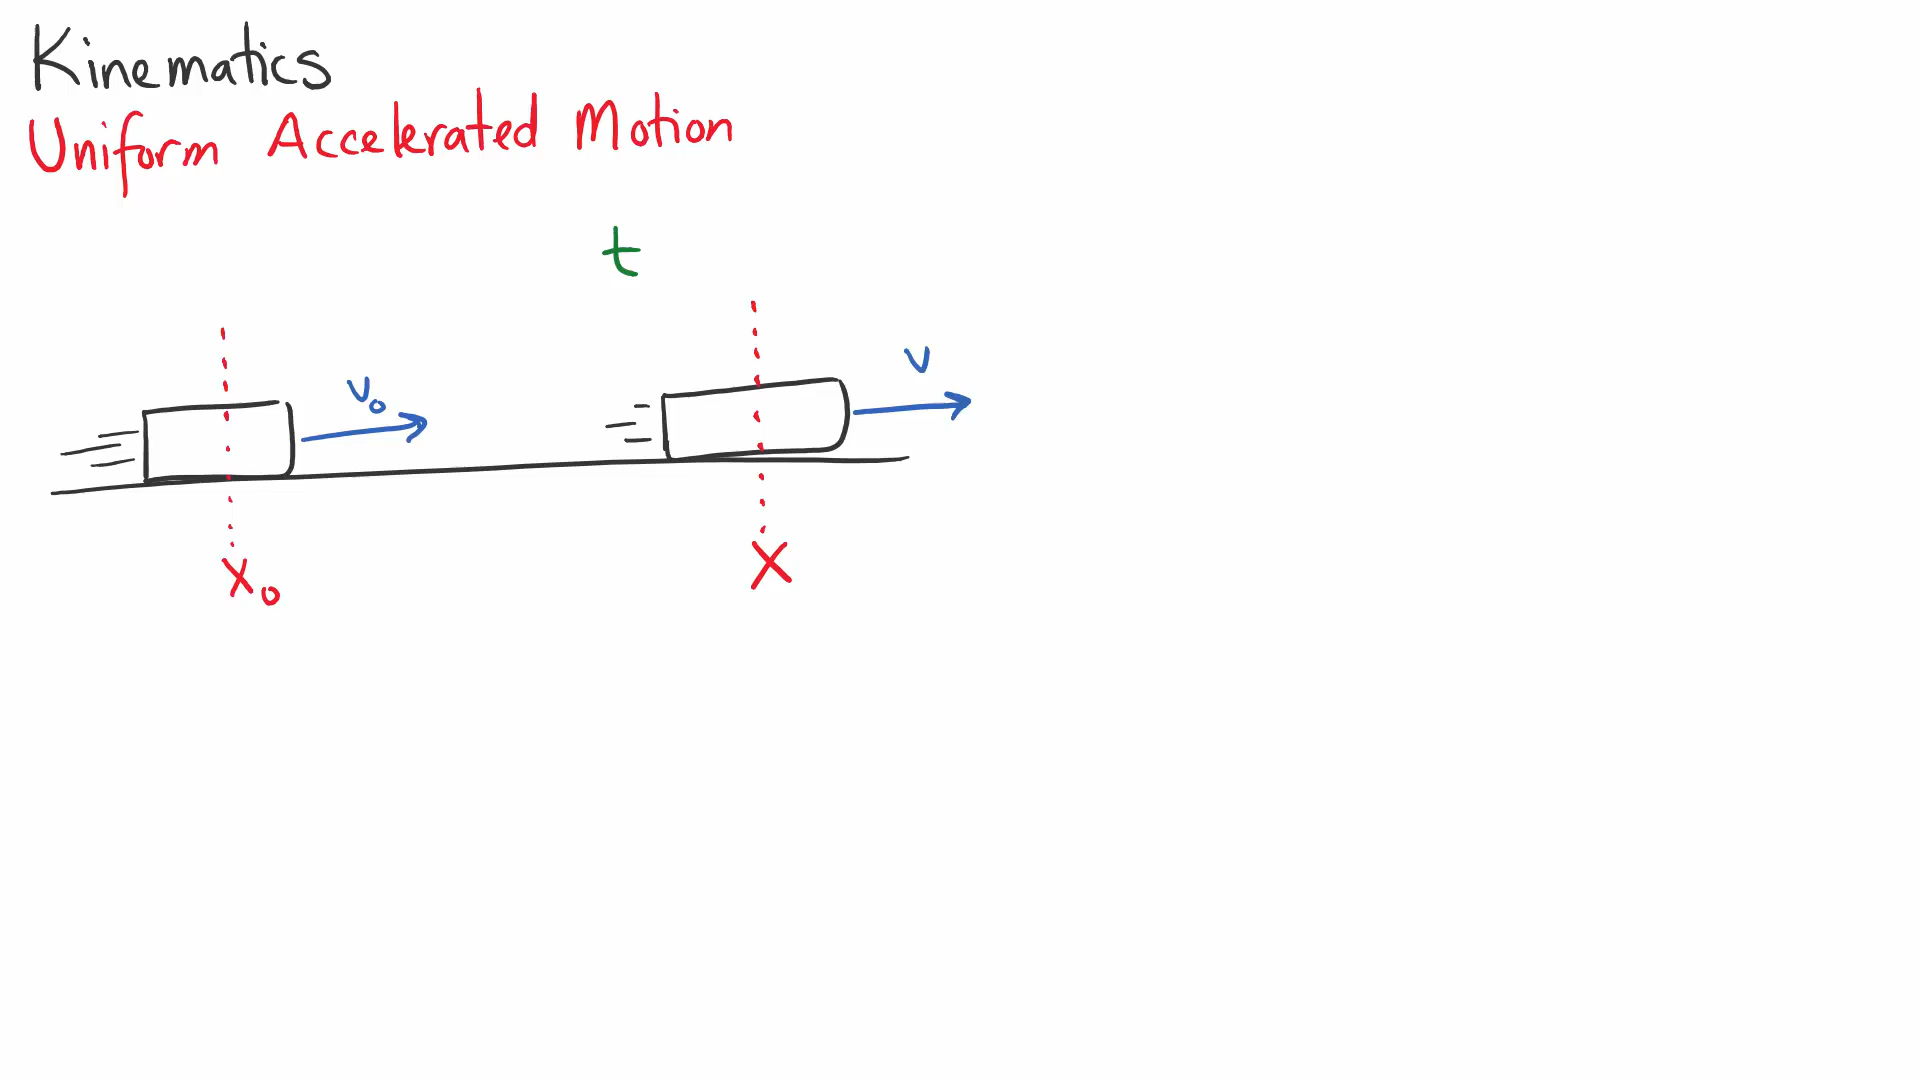 Kinematics
Uniform Accelerated Motion
t
v₀
v
x₀
x